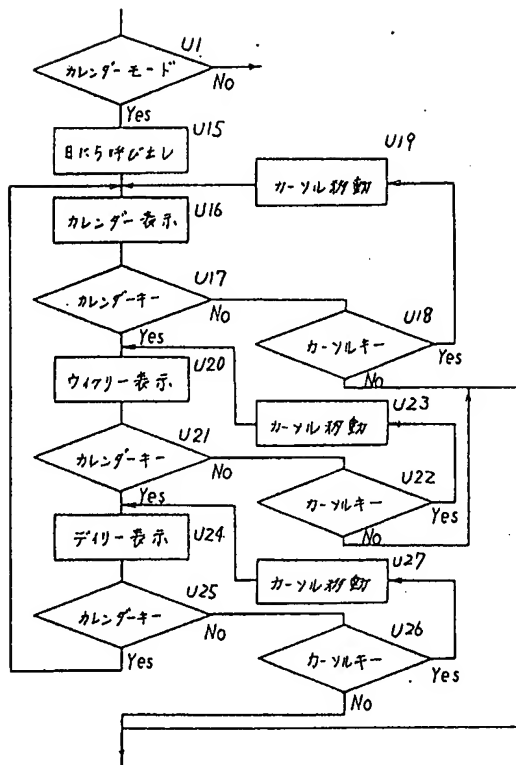 U1
カレンダーモード
No
Yes
U15
日にち呼び出し
U19
カーソル移動
U16
カレンダー表示
U17
カレンダーキー
No
Yes
U18
カーソルキー
Yes
No
U20
ウィークリー表示
U23
カーソル移動
U21
カレンダーキー
No
Yes
U22
カーソルキー
Yes
No
U24
デイリー表示
U27
カーソル移動
U25
カレンダーキー
No
Yes
U26
カーソルキー
Yes
No